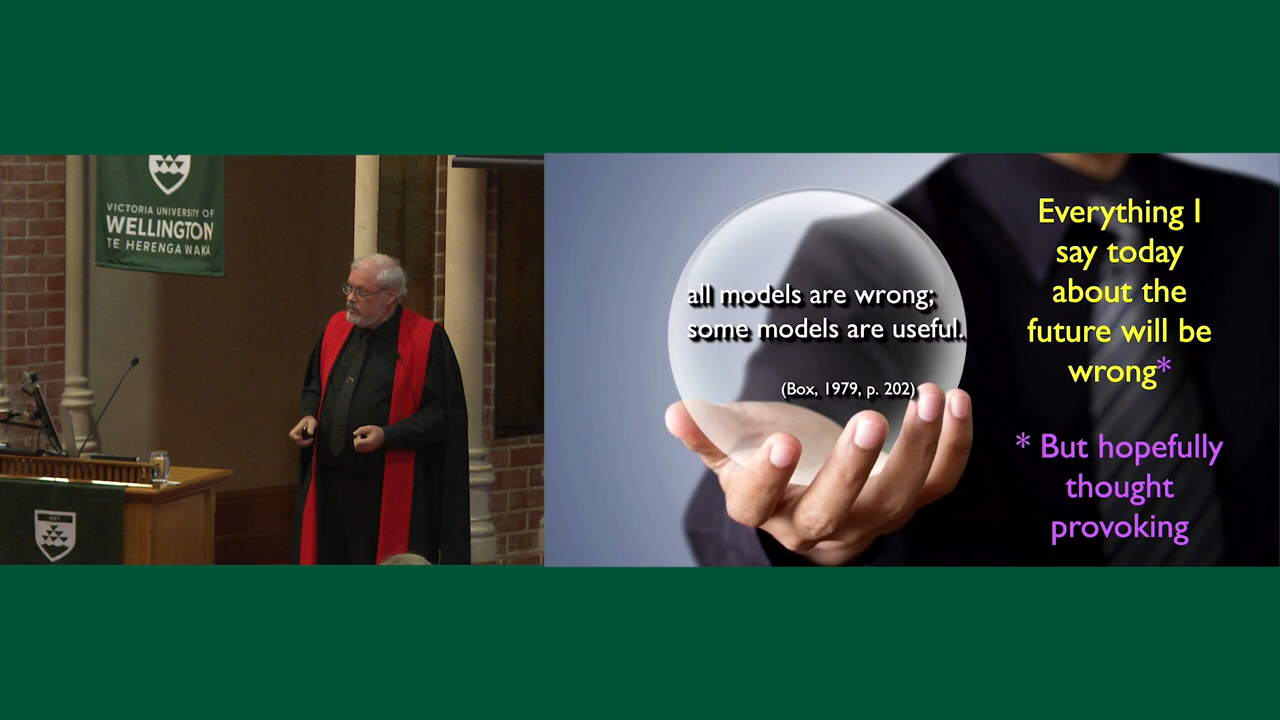 VICTORIA UNIVERSITY OF
WELLINGTON
TE HERENGA WAKA
all models are wrong;
some models are useful.
(Box, 1979, p. 202)
Everything I
say today
about the
future will be
wrong*
* But hopefully
thought
provoking